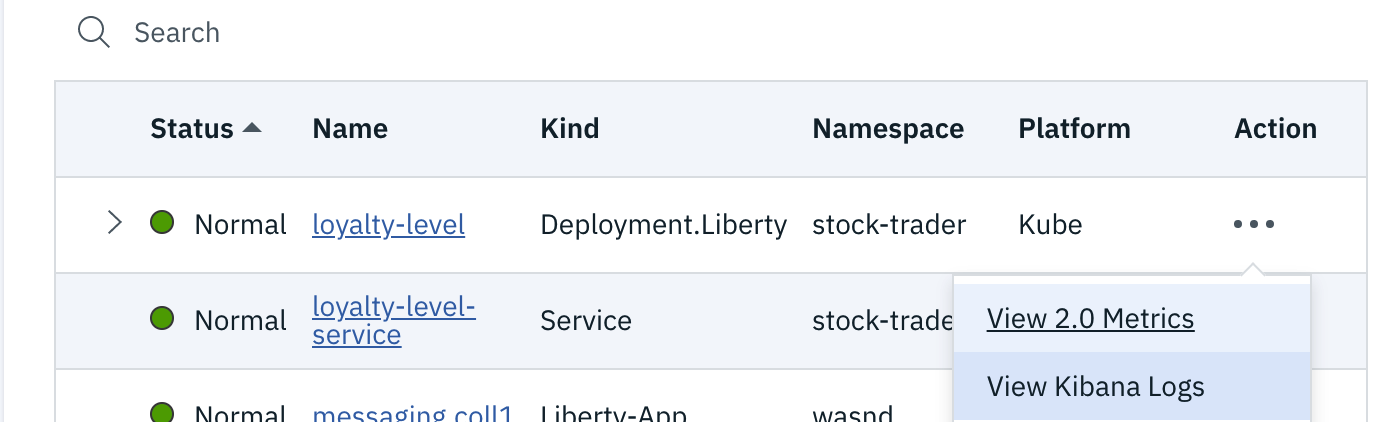 Search
Status Name Kind Namespace Platform Action
Normal loyalty-level Deployment.Liberty stock-trader Kube
Normal loyalty-level-service Service stock-trade
View 2.0 Metrics
View Kibana Logs
Normal messaging.coll1 Liberty-App wasnd